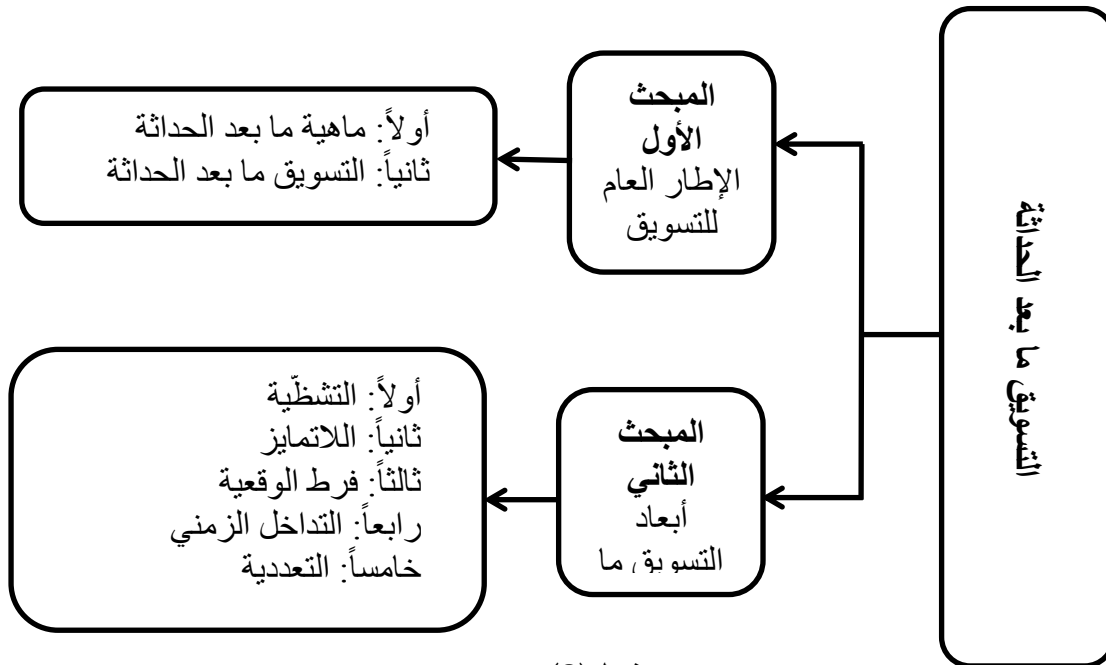 التسويق ما بعد الحداثة
المبحث
الأول
الإطار العام
للتسويق
أولاً: ماهية ما بعد الحداثة
ثانياً: التسويق ما بعد الحداثة
المبحث
الثاني
أبعاد
التسويق ما
أولاً: التشظّية
ثانياً: اللاتمايز
ثالثاً: فرط الوقعية
رابعاً: التداخل الزمني
خامساً: التعددية